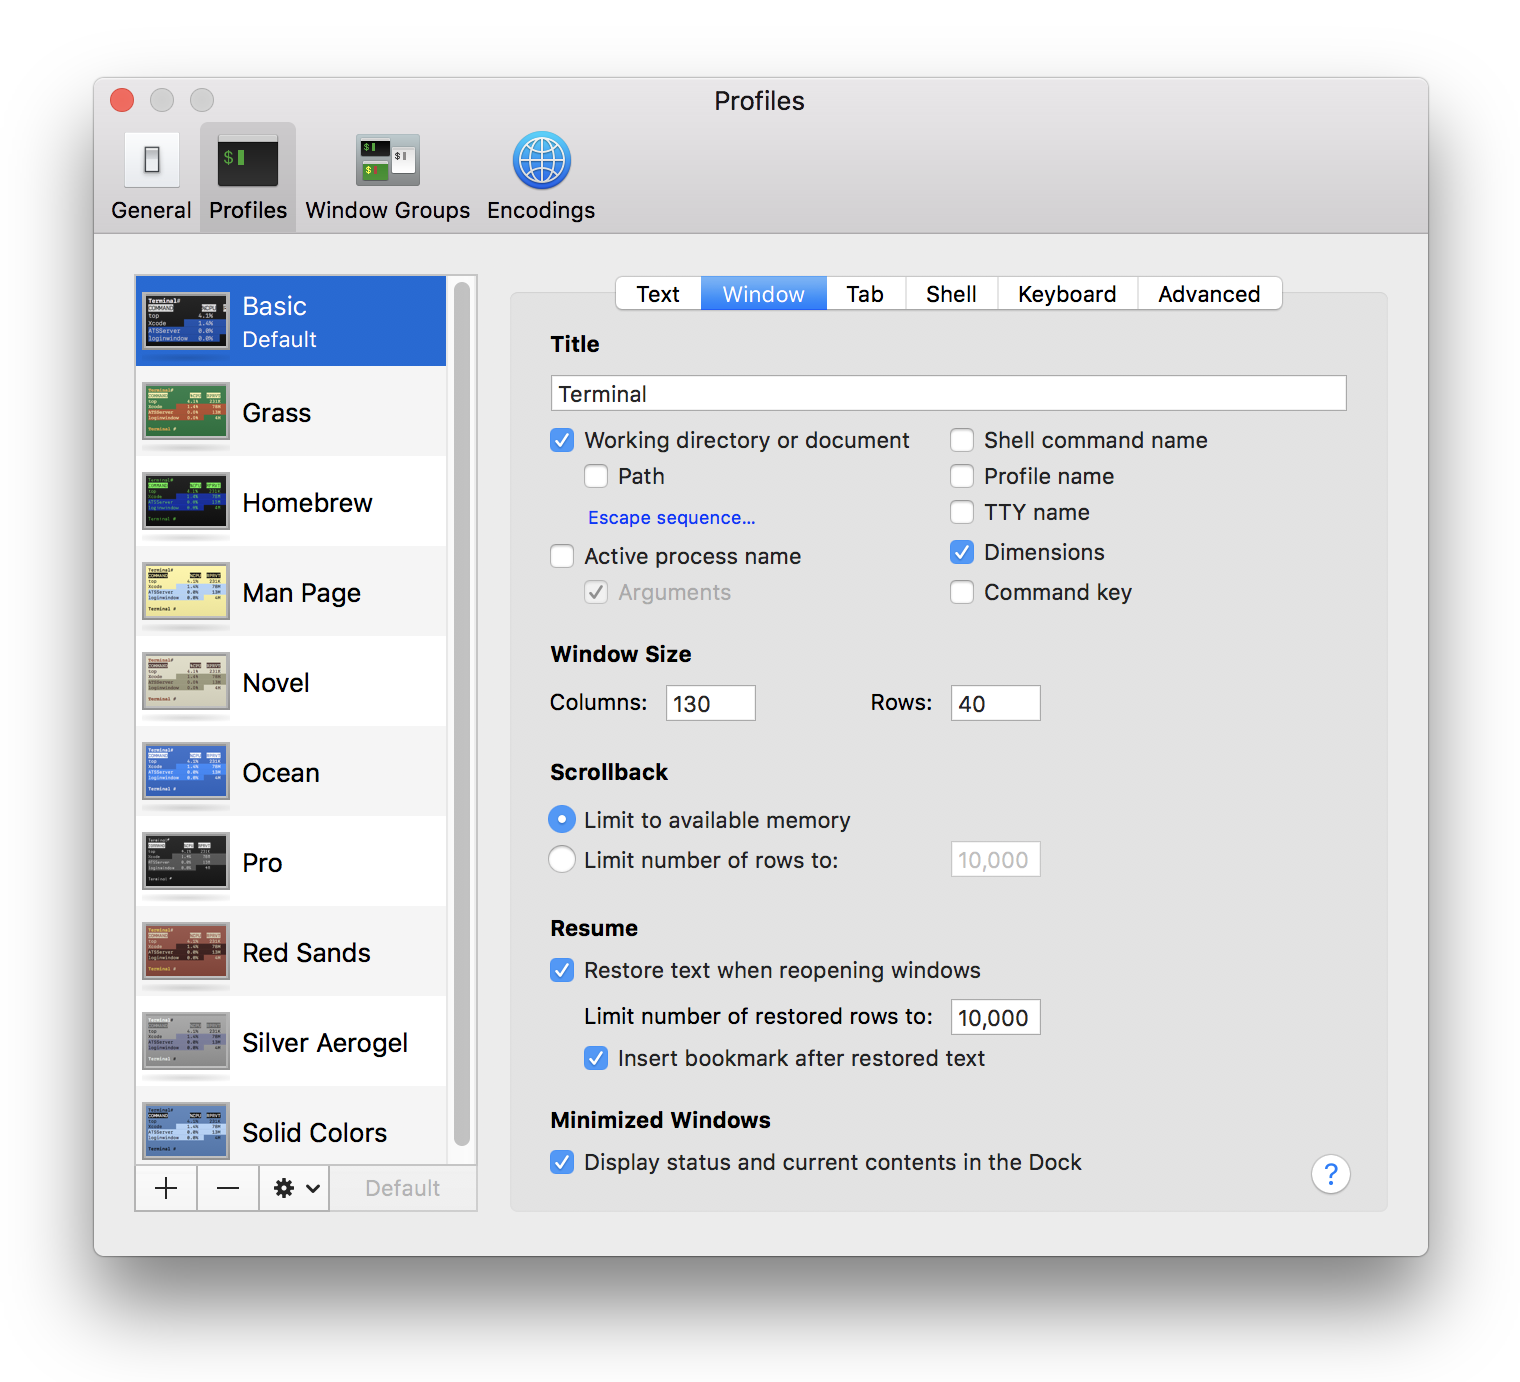 Profiles
General
Profiles
Window Groups
Encodings
Basic
Default
Grass
Homebrew
Man Page
Novel
Ocean
Pro
Red Sands
Silver Aerogel
Solid Colors
Default
Text
Window
Tab
Shell
Keyboard
Advanced
Title
Terminal
Working directory or document
Path
Escape sequence...
Active process name
Arguments
Shell command name
Profile name
TTY name
Dimensions
Command key
Window Size
Columns: 130 Rows: 40
Scrollback
Limit to available memory
Limit number of rows to: 10,000
Resume
Restore text when reopening windows
Limit number of restored rows to: 10,000
Insert bookmark after restored text
Minimized Windows
Display status and current contents in the Dock
?